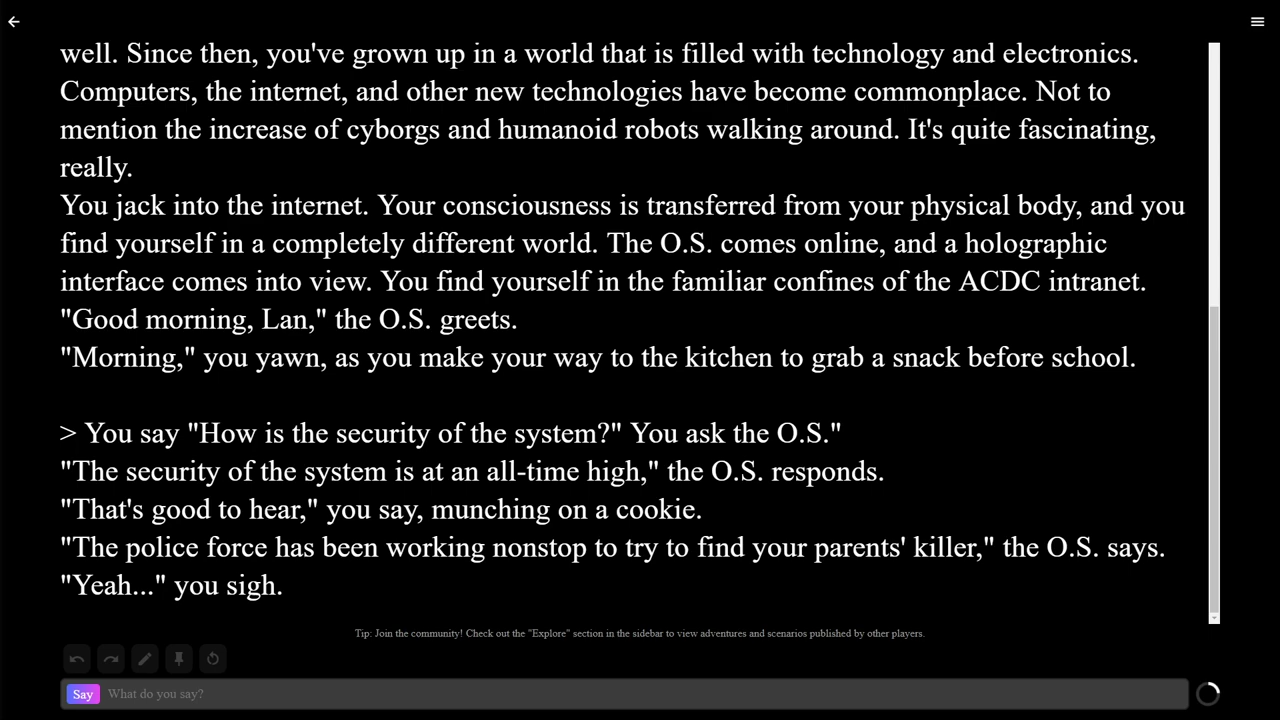 well. Since then, you've grown up in a world that is filled with technology and electronics.
Computers, the internet, and other new technologies have become commonplace. Not to
mention the increase of cyborgs and humanoid robots walking around. It's quite fascinating,
really.
You jack into the internet. Your consciousness is transferred from your physical body, and you
find yourself in a completely different world. The O.S. comes online, and a holographic
interface comes into view. You find yourself in the familiar confines of the ACDC intranet.
"Good morning, Lan," the O.S. greets.
"Morning," you yawn, as you make your way to the kitchen to grab a snack before school.
> You say "How is the security of the system?" You ask the O.S."
"The security of the system is at an all-time high," the O.S. responds.
"That's good to hear," you say, munching on a cookie.
"The police force has been working nonstop to try to find your parents' killer," the O.S. says.
"Yeah..." you sigh.
Tip: Join the community! Check out the "Explore" section in the sidebar to view adventures and scenarios published by other players.
Say What do you say?